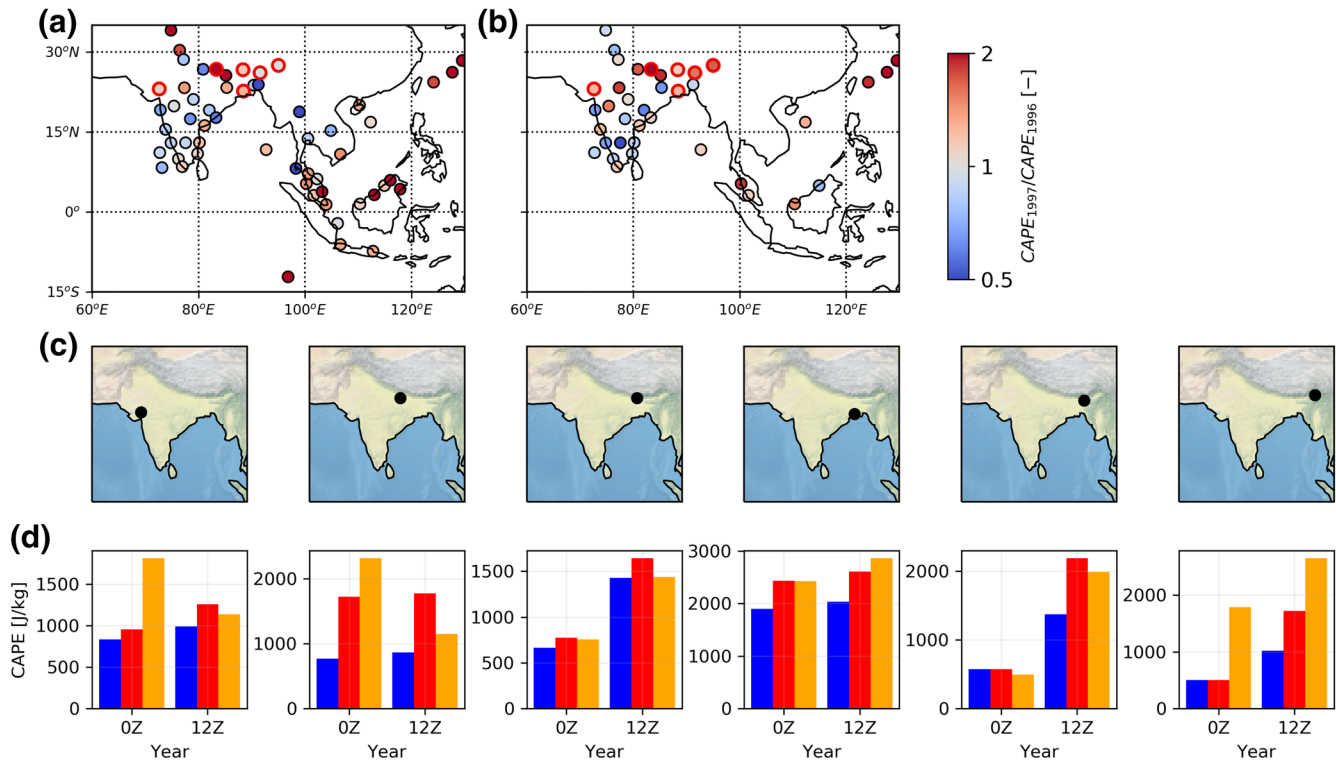 (a)
(b)
30°N
15°N
0°
15°S
60°E
80°E
100°E
120°E
60°E
80°E
100°E
120°E
2
1
0.5
CAPE1997/CAPE1996 [−]
(c)
(d)
CAPE [J/kg]
1500
1000
500
0
0Z
12Z
Year
2000
1000
0
0Z
12Z
Year
1500
1000
500
0
0Z
12Z
Year
3000
2000
1000
0
0Z
12Z
Year
2000
1000
0
0Z
12Z
Year
2000
1000
0
0Z
12Z
Year